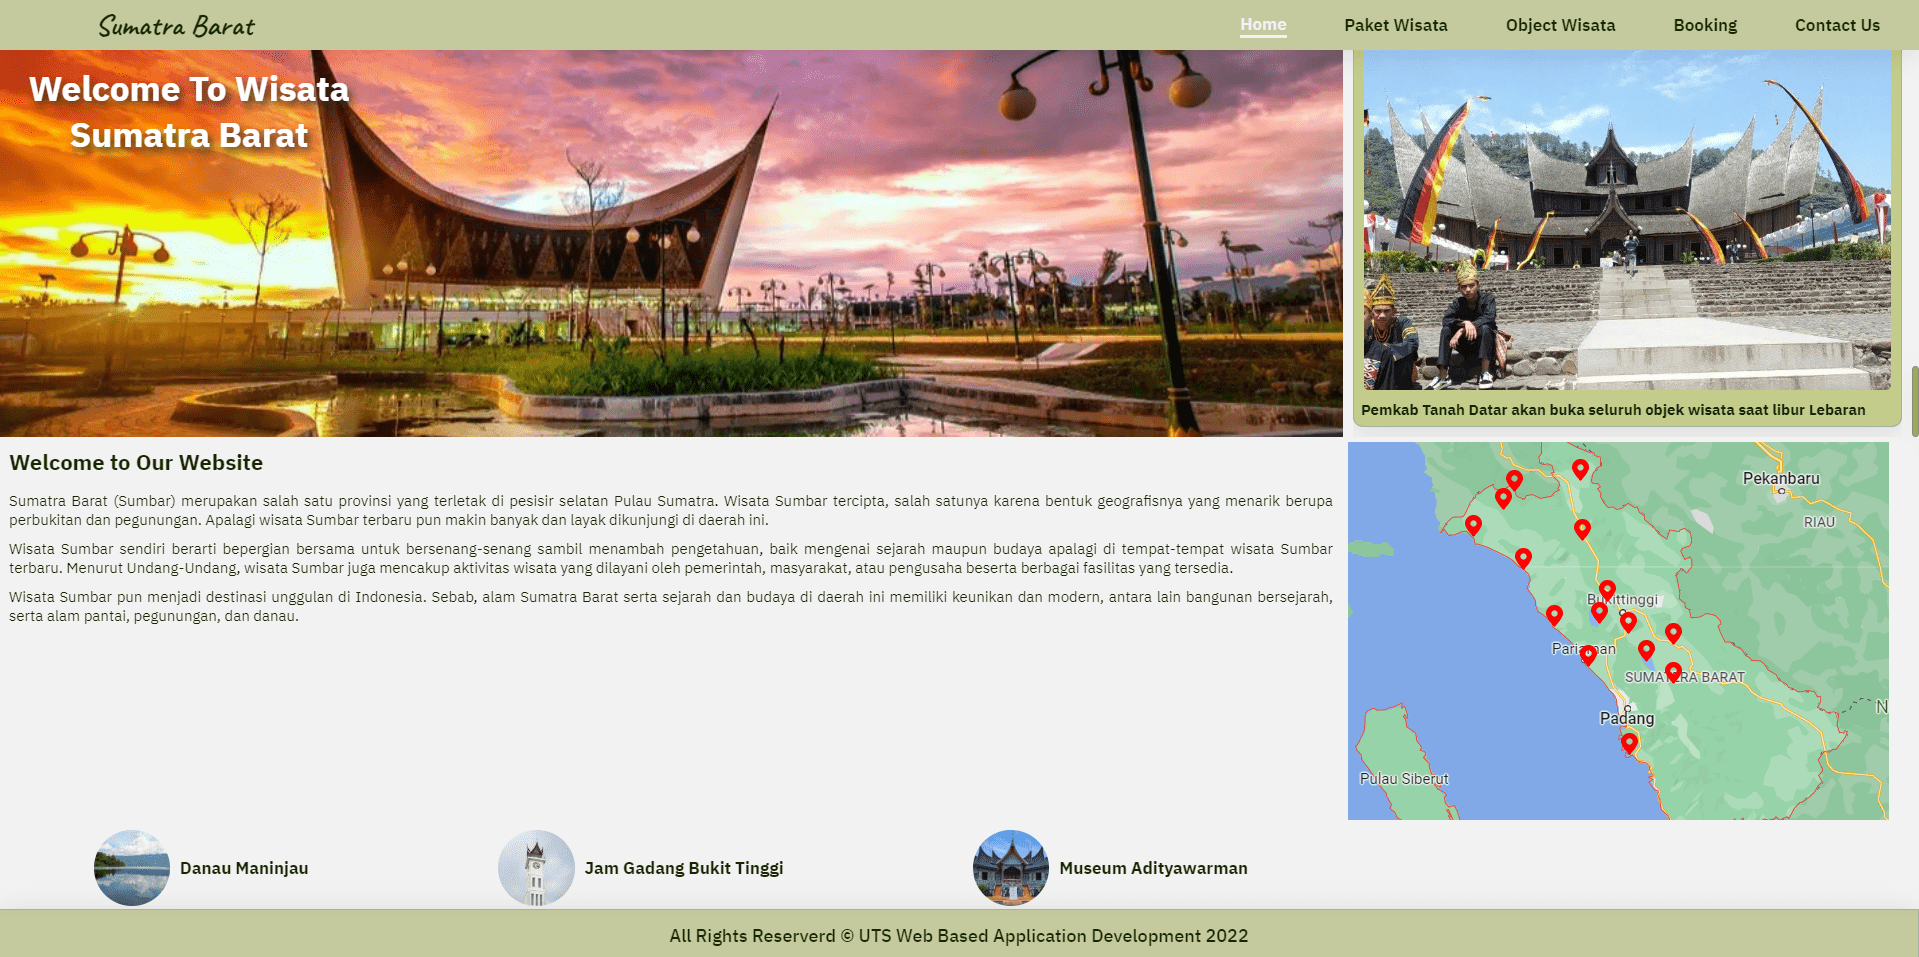 Sumatra Barat
Home
Paket Wisata
Object Wisata
Booking
Contact Us
Welcome To Wisata
Sumatra Barat
Pemkab Tanah Datar akan buka seluruh objek wisata saat libur Lebaran
Welcome to Our Website
Sumatra Barat (Sumbar) merupakan salah satu provinsi yang terletak di pesisir selatan Pulau Sumatra. Wisata Sumbar tercipta, salah satunya karena bentuk geografisnya yang menarik berupa
perbukitan dan pegunungan. Apalagi wisata Sumbar terbaru pun makin banyak dan layak dikunjungi di daerah ini.
Wisata Sumbar sendiri berarti bepergian bersama untuk bersenang-senang sambil menambah pengetahuan, baik mengenai sejarah maupun budaya apalagi di tempat-tempat wisata Sumbar
terbaru. Menurut Undang-Undang, wisata Sumbar juga mencakup aktivitas wisata yang dilayani oleh pemerintah, masyarakat, atau pengusaha beserta berbagai fasilitas yang tersedia.
Wisata Sumbar pun menjadi destinasi unggulan di Indonesia. Sebab, alam Sumatra Barat serta sejarah dan budaya di daerah ini memiliki keunikan dan modern, antara lain bangunan bersejarah,
serta alam pantai, pegunungan, dan danau.
Pekanbaru
RIAU
Bukittinggi
Pariaman
SUMATERA BARAT
N
Padang
Pulau Siberut
Danau Maninjau
Jam Gadang Bukit Tinggi
Museum Adityawarman
All Rights Reserverd © UTS Web Based Application Development 2022